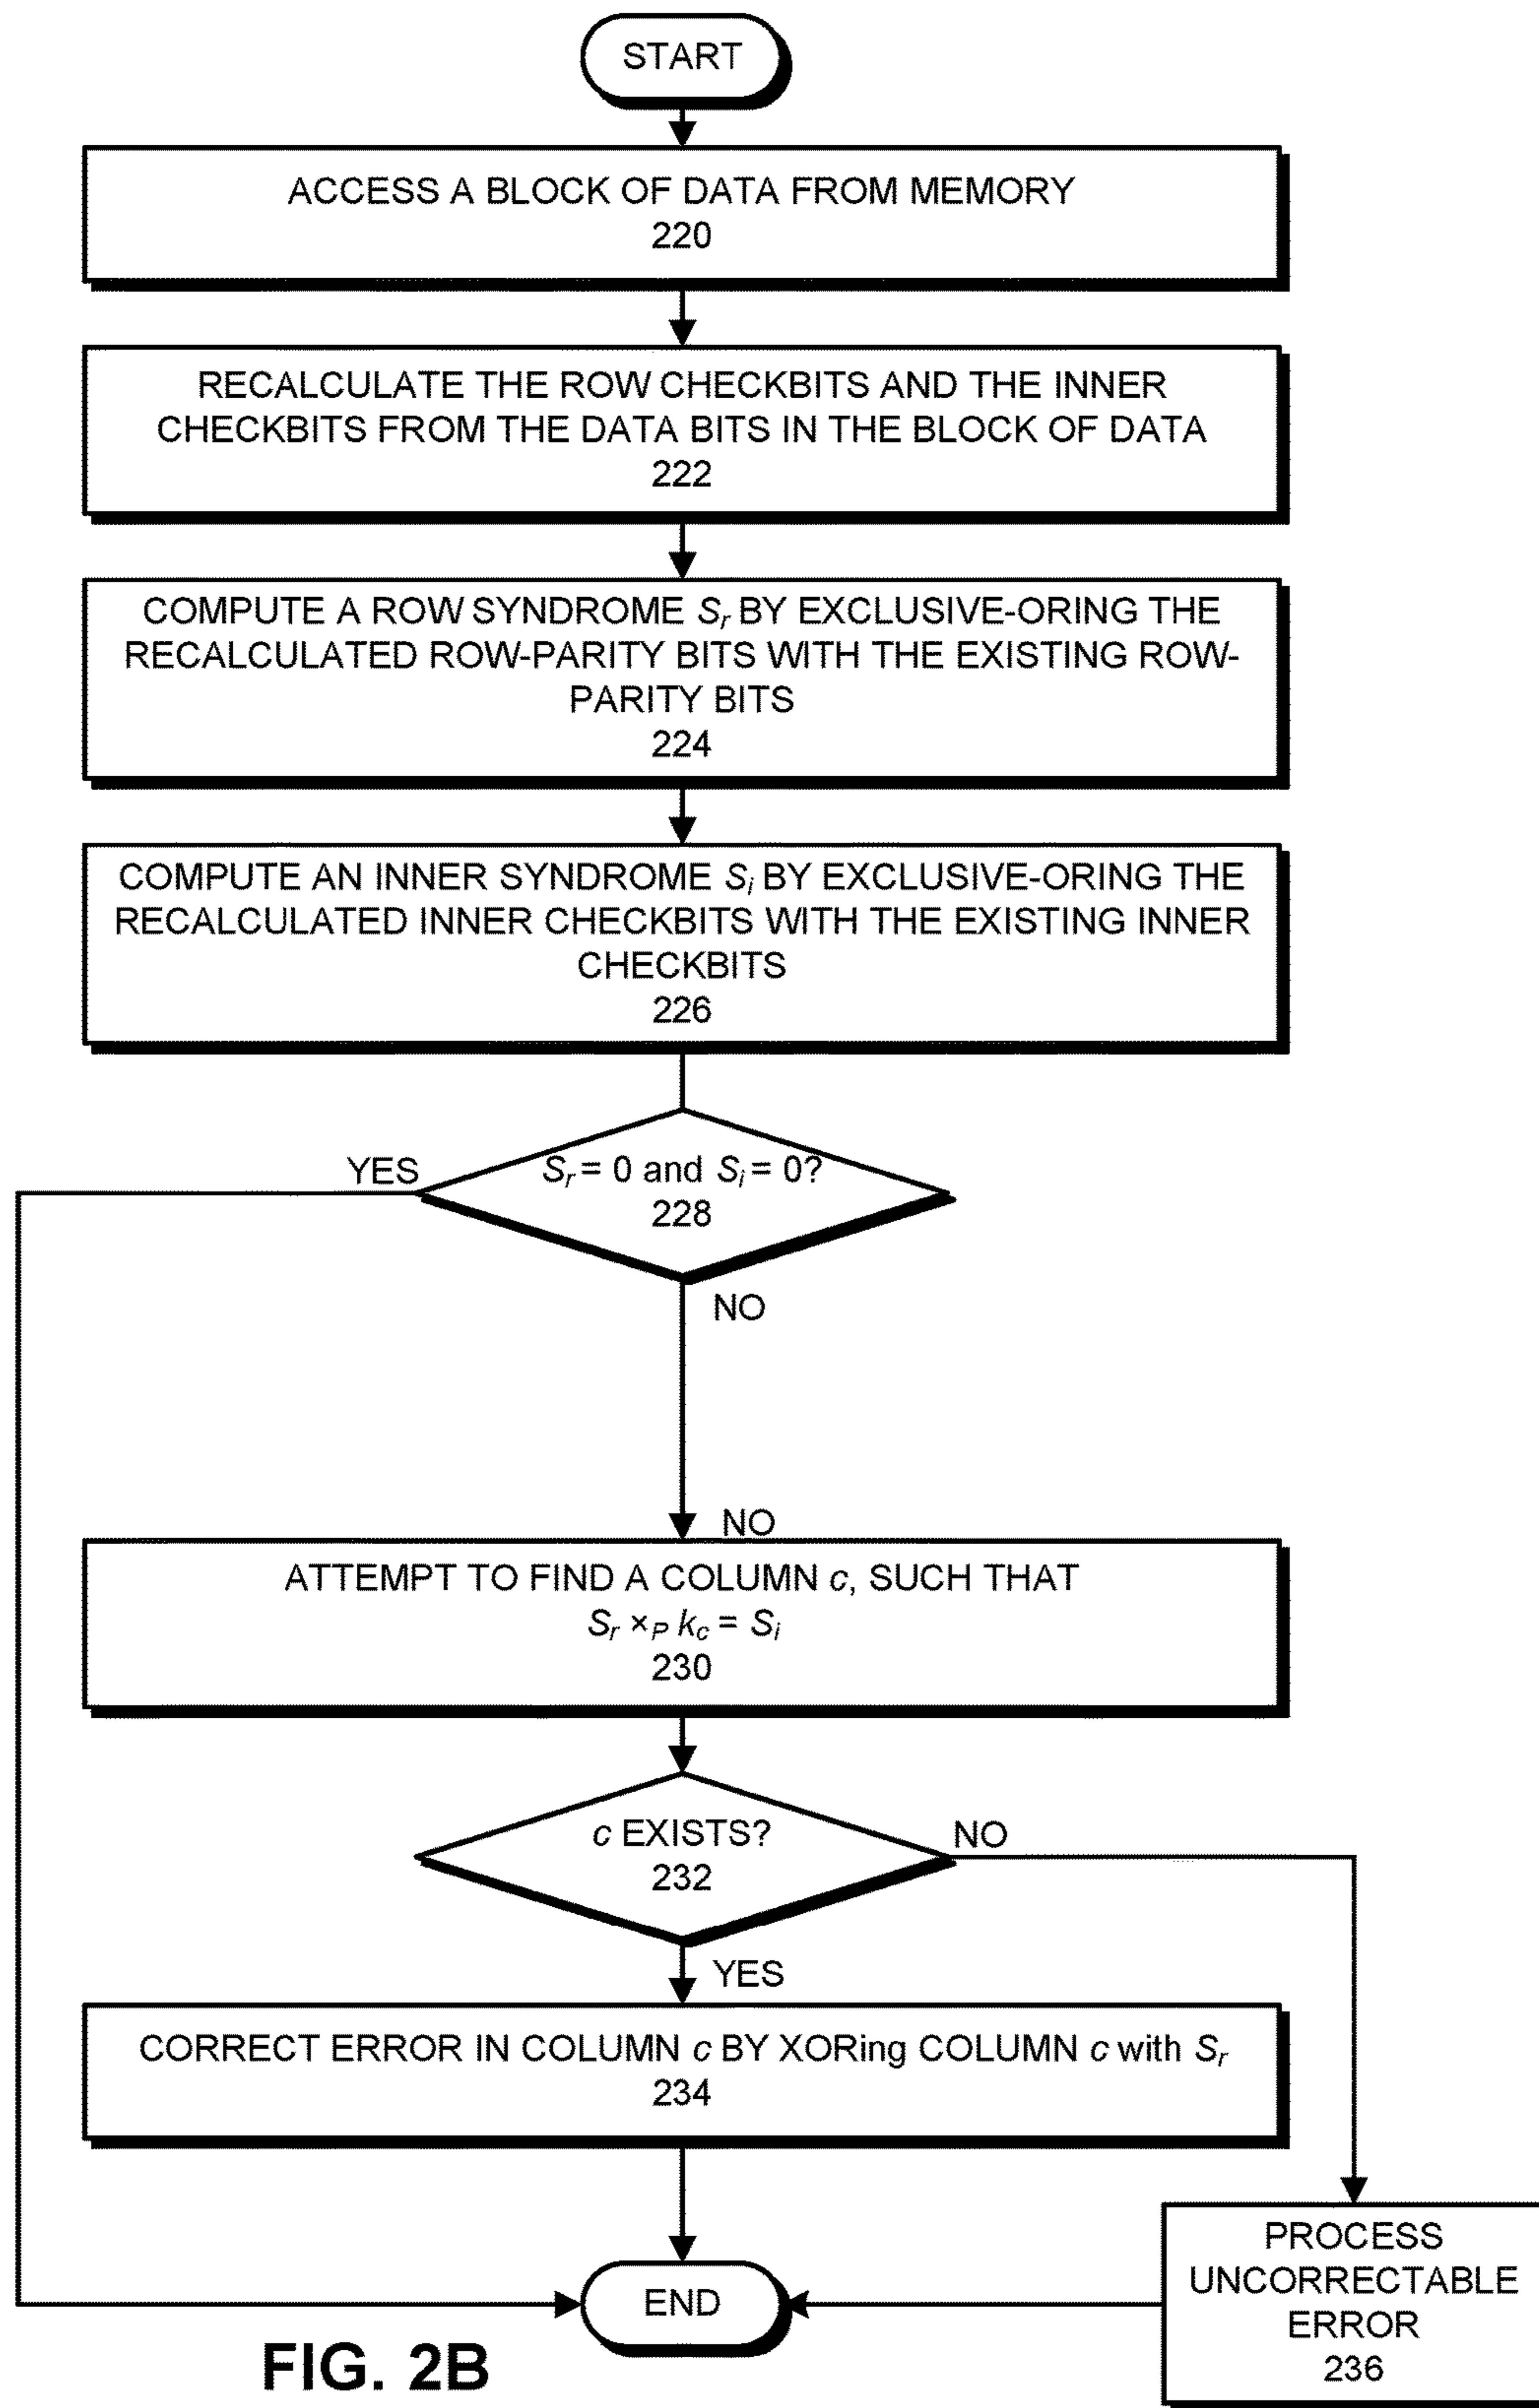 START
ACCESS A BLOCK OF DATA FROM MEMORY
220
RECALCULATE THE ROW CHECKBITS AND THE INNER
CHECKBITS FROM THE DATA BITS IN THE BLOCK OF DATA
222
COMPUTE A ROW SYNDROME Sr BY EXCLUSIVE-ORING THE
RECALCULATED ROW-PARITY BITS WITH THE EXISTING ROW-
PARITY BITS
224
COMPUTE AN INNER SYNDROME Si BY EXCLUSIVE-ORING THE
RECALCULATED INNER CHECKBITS WITH THE EXISTING INNER
CHECKBITS
226
YES
Sr = 0 and Si = 0?
228
NO
NO
ATTEMPT TO FIND A COLUMN c, SUCH THAT
Sr ×P kc = Si
230
c EXISTS?
232
NO
YES
CORRECT ERROR IN COLUMN c BY XORing COLUMN c with Sr
234
PROCESS
UNCORRECTABLE
ERROR
236
END
FIG. 2B